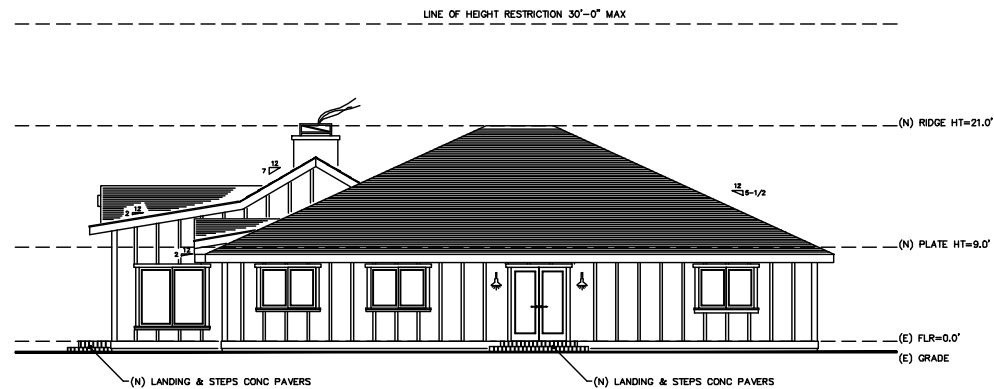 LINE OF HEIGHT RESTRICTION 30'-0" MAX
(N) RIDGE HT=21.0'
12
7
12
5-1/2
12
2
12
2
(N) PLATE HT=9.0'
(E) FLR=0.0'
(E) GRADE
(N) LANDING & STEPS CONC PAVERS
(N) LANDING & STEPS CONC PAVERS